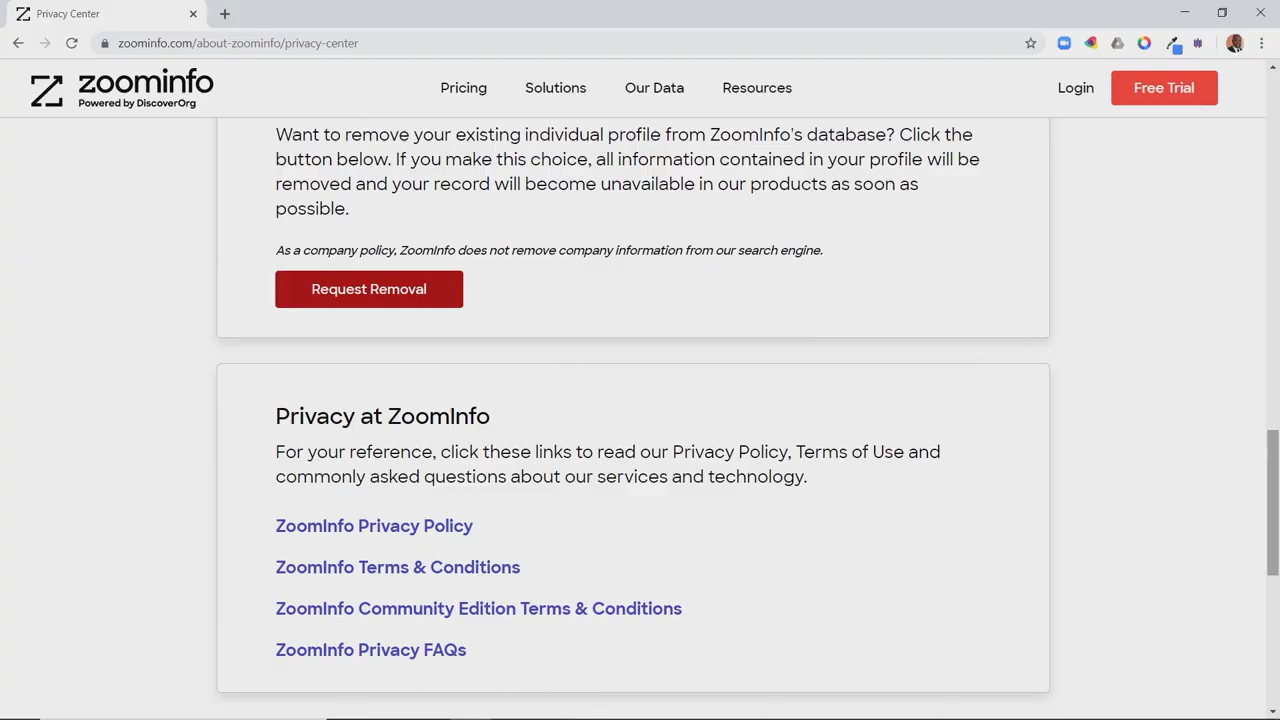 Privacy Center
zoominfo.com/about-zoominfo/privacy-center
zoominfo
Powered by DiscoverOrg
Pricing
Solutions
Our Data
Resources
Login
Free Trial
Want to remove your existing individual profile from ZoomInfo's database? Click the
button below. If you make this choice, all information contained in your profile will be
removed and your record will become unavailable in our products as soon as
possible.
As a company policy, ZoomInfo does not remove company information from our search engine.
Request Removal
Privacy at ZoomInfo
For your reference, click these links to read our Privacy Policy, Terms of Use and
commonly asked questions about our services and technology.
ZoomInfo Privacy Policy
ZoomInfo Terms & Conditions
ZoomInfo Community Edition Terms & Conditions
ZoomInfo Privacy FAQs